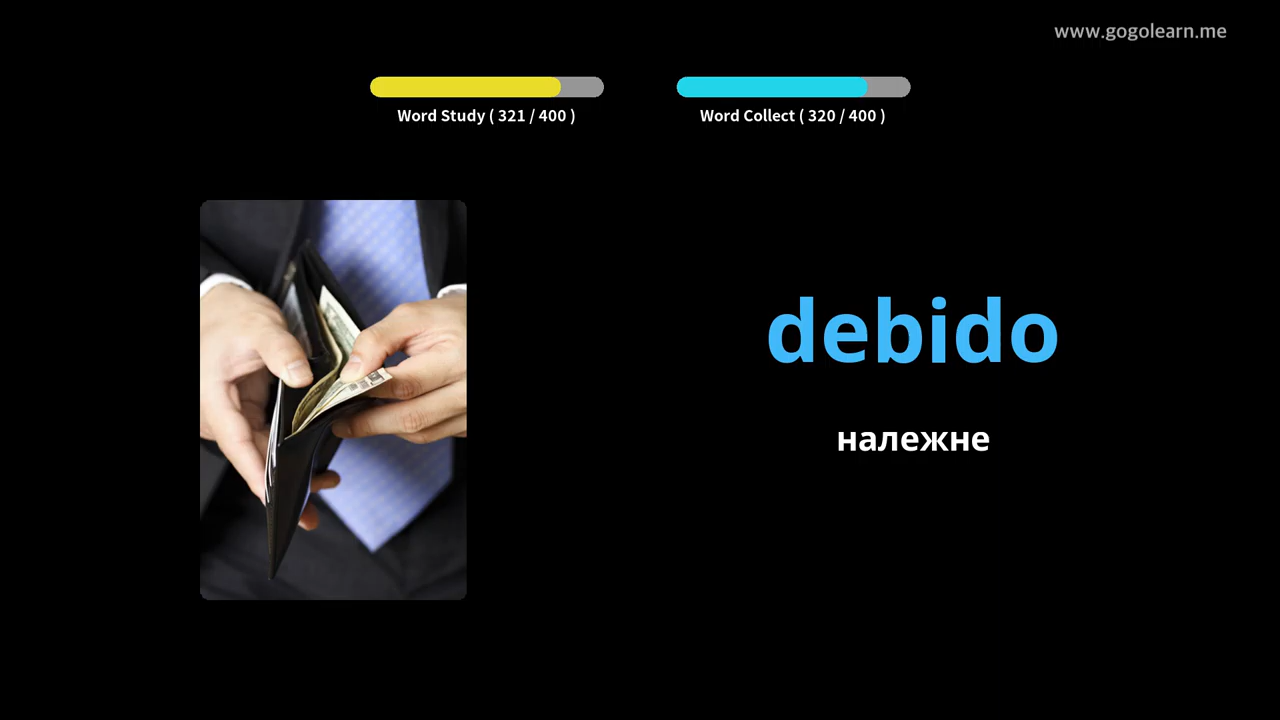 www.gogolearn.me
Word Study ( 321 / 400 )
Word Collect ( 320 / 400 )
debido
належне